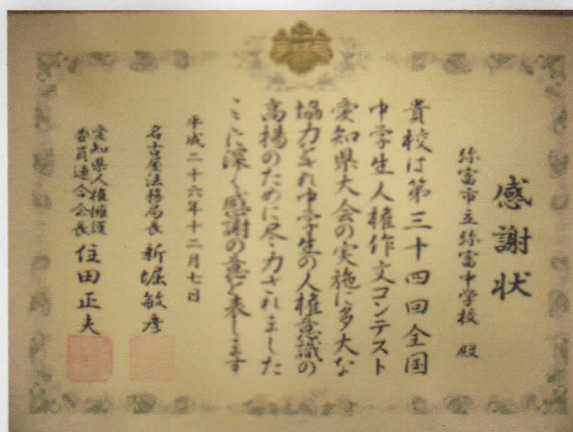 感謝状
弥富市立弥富中学校 殿
貴校は第三十四回全国
中学生人権作文コンテスト
愛知県大会の実施に多大な
協力をされ中学生の人権意識の
高揚のために尽力されました
ここに深く感謝の意を表します
平成二十六年十二月七日
名古屋法務局長 新堀敏彦
愛知県人権擁護
委員連合会長 住田正夫